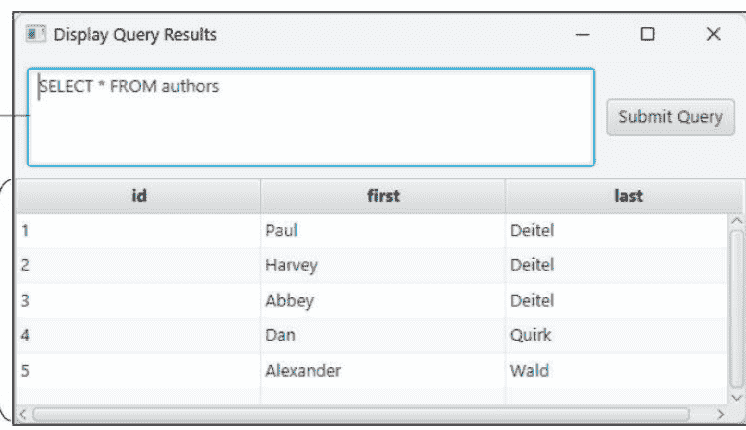 Display Query Results
SELECT * FROM authors
Submit Query
id first last
1 Paul Deitel
2 Harvey Deitel
3 Abbey Deitel
4 Dan Quirk
5 Alexander Wald